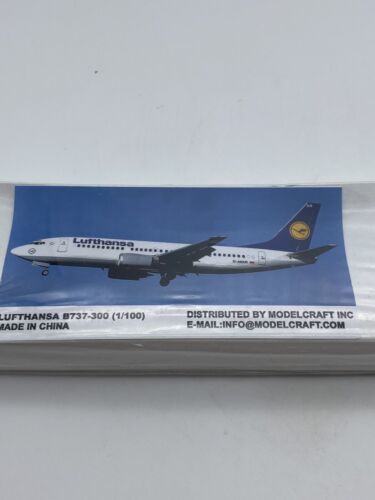 Lufthansa
LUFTHANSA B737-300 (1/100)
MADE IN CHINA
DISTRIBUTED BY MODELCRAFT INC
E-MAIL:INFO@MODELCRAFT.COM